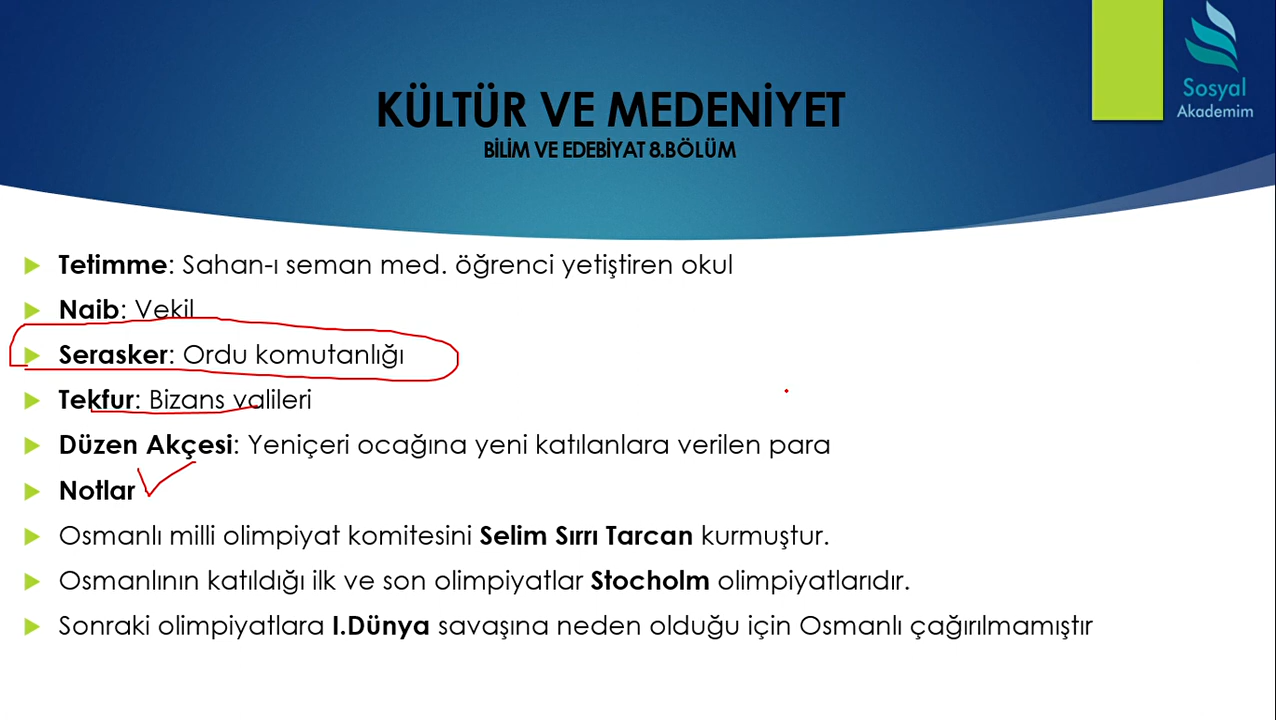 Sosyal
Akademim
KÜLTÜR VE MEDENİYET
BİLİM VE EDEBİYAT 8.BÖLÜM
Tetimme: Sahan-ı seman med. öğrenci yetiştiren okul
Naib: Vekil
Serasker: Ordu komutanlığı
Tekfur: Bizans valileri
Düzen Akçesi: Yeniçeri ocağına yeni katılanlara verilen para
Notlar
Osmanlı milli olimpiyat komitesini Selim Sırrı Tarcan kurmuştur.
Osmanlının katıldığı ilk ve son olimpiyatlar Stocholm olimpiyatlarıdır.
Sonraki olimpiyatlara I.Dünya savaşına neden olduğu için Osmanlı çağırılmamıştır